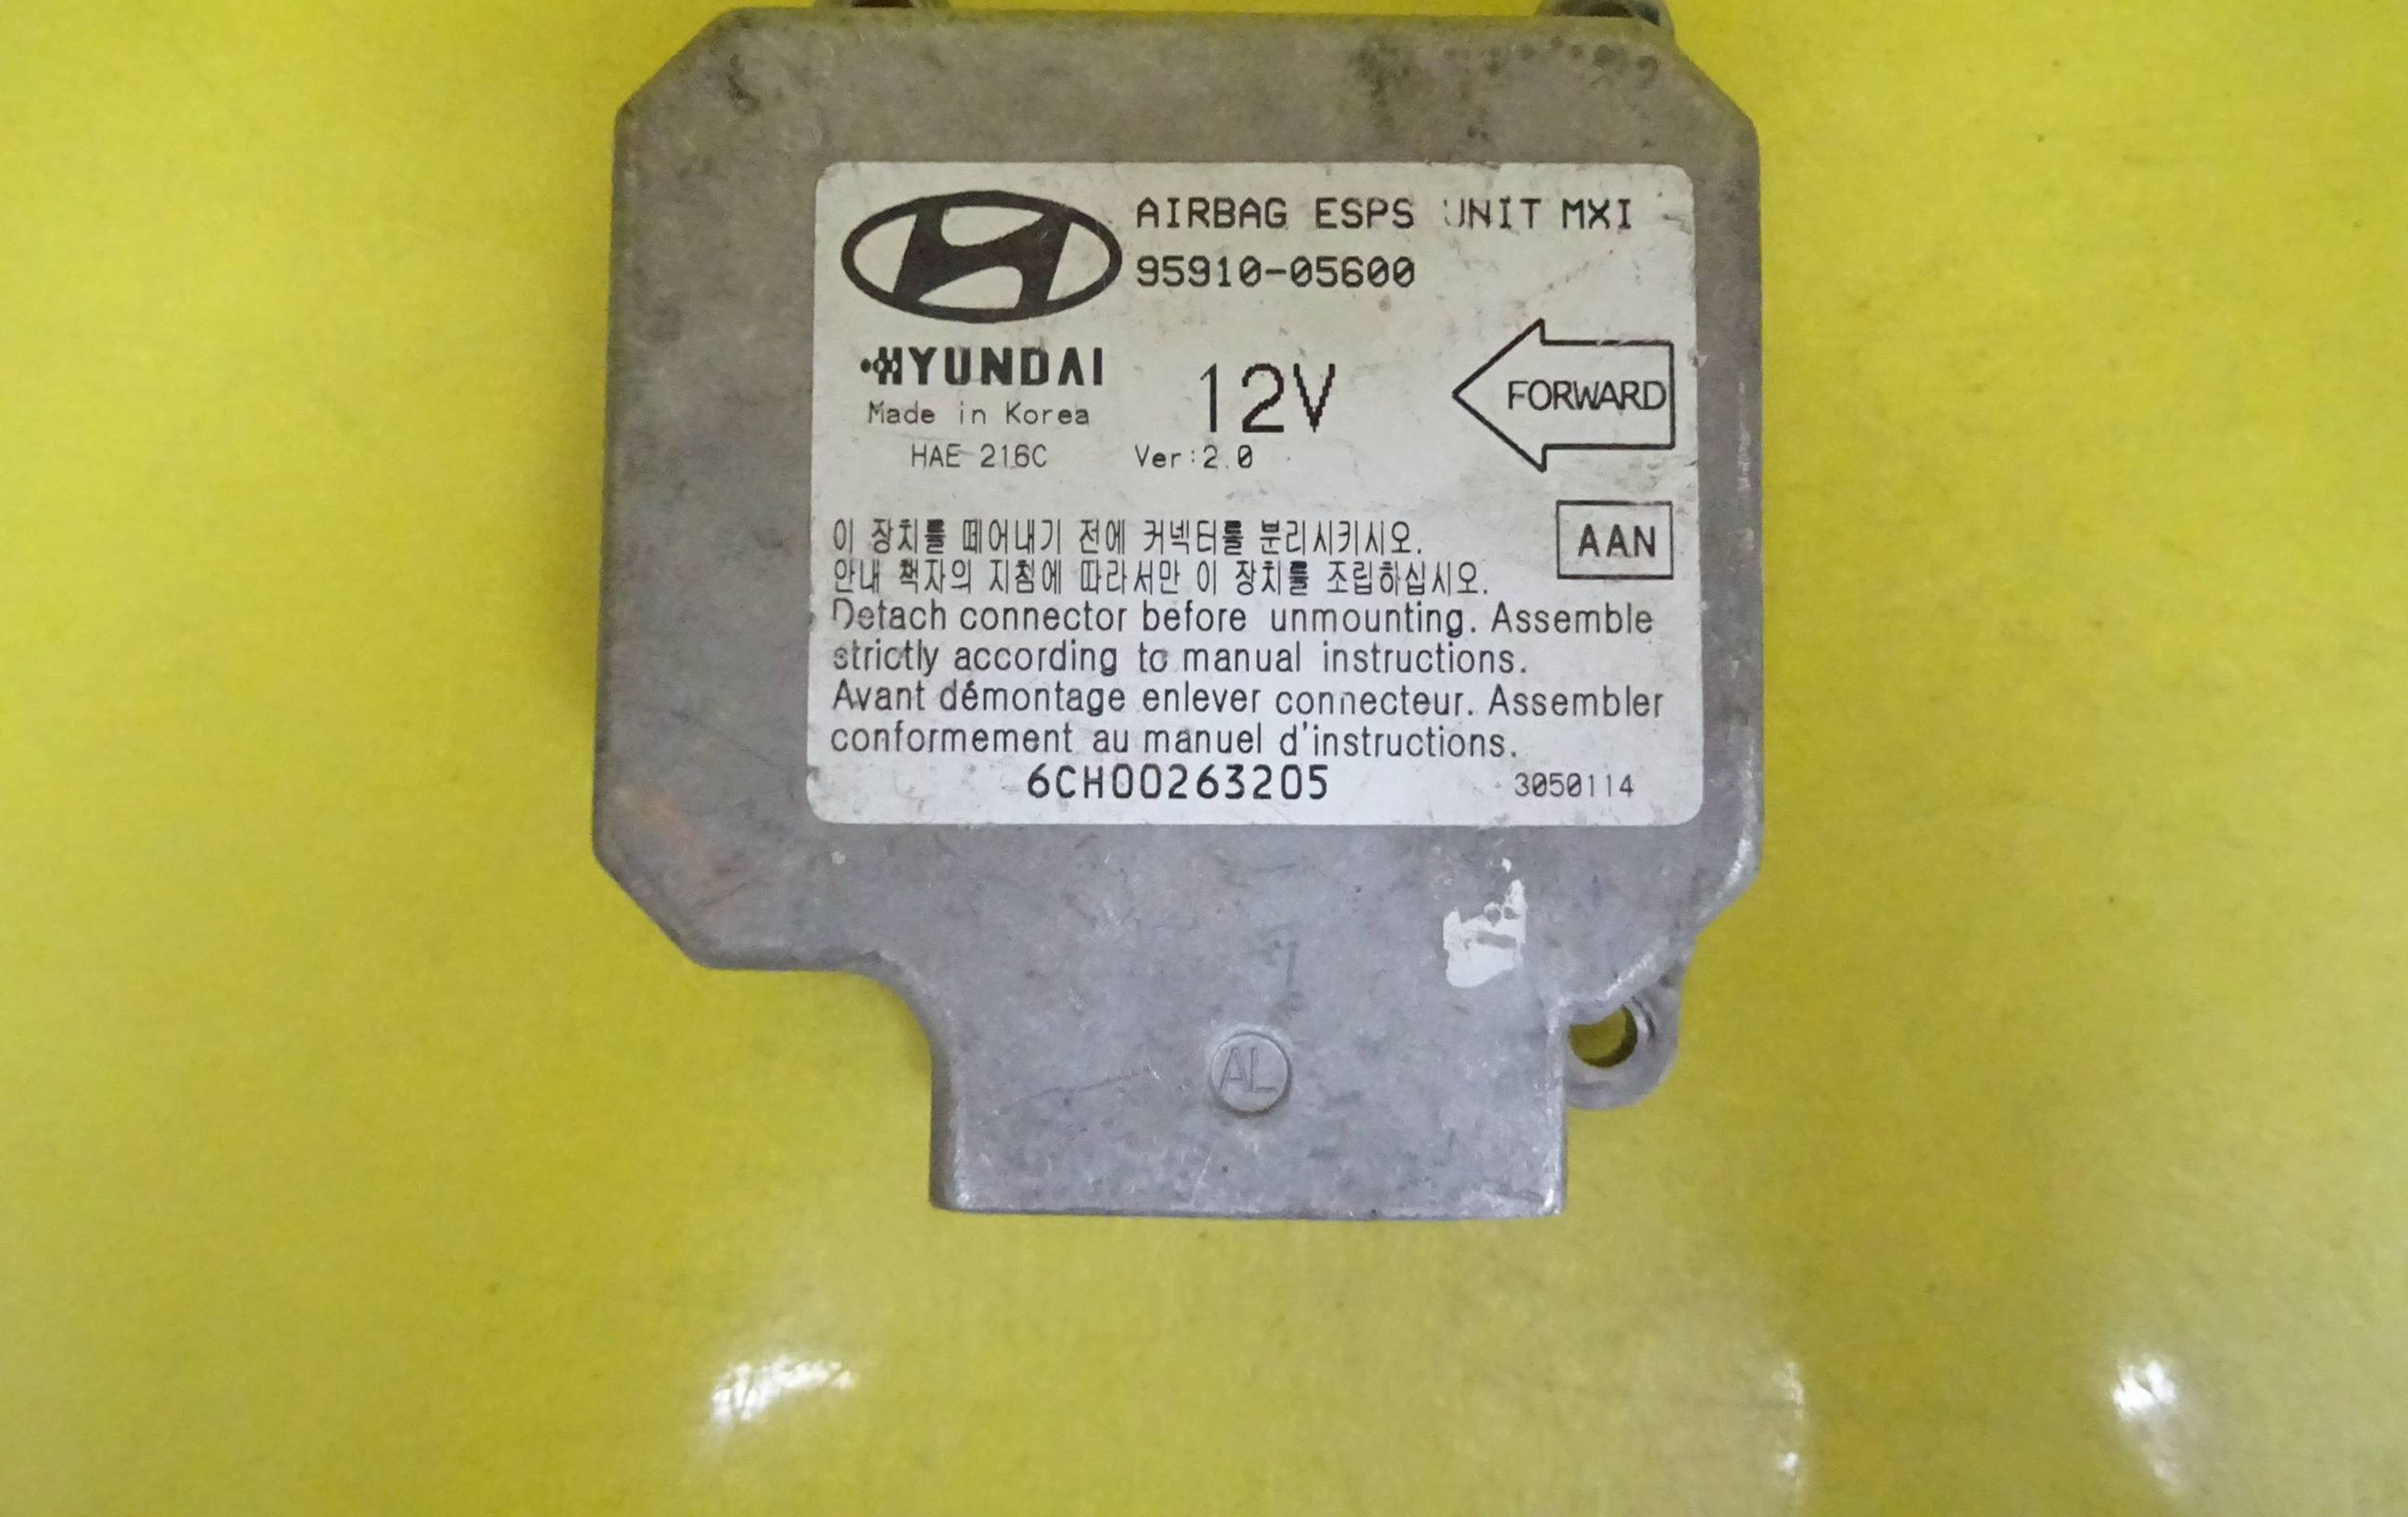 AIRBAG ESPS UNIT MXI
95910-05600
HYUNDAI
Made in Korea
12V
FORWARD
HAE 216C Ver:2.0
AAN
이 장치를 떼어내기 전에 커넥터를 분리시키시오.
안내 책자의 지침에 따라서만 이 장치를 조립하십시오.
Detach connector before unmounting. Assemble
strictly according to manual instructions.
Avant démontage enlever connecteur. Assembler
conformement au manuel d'instructions.
6CH00263205 3050114
AL